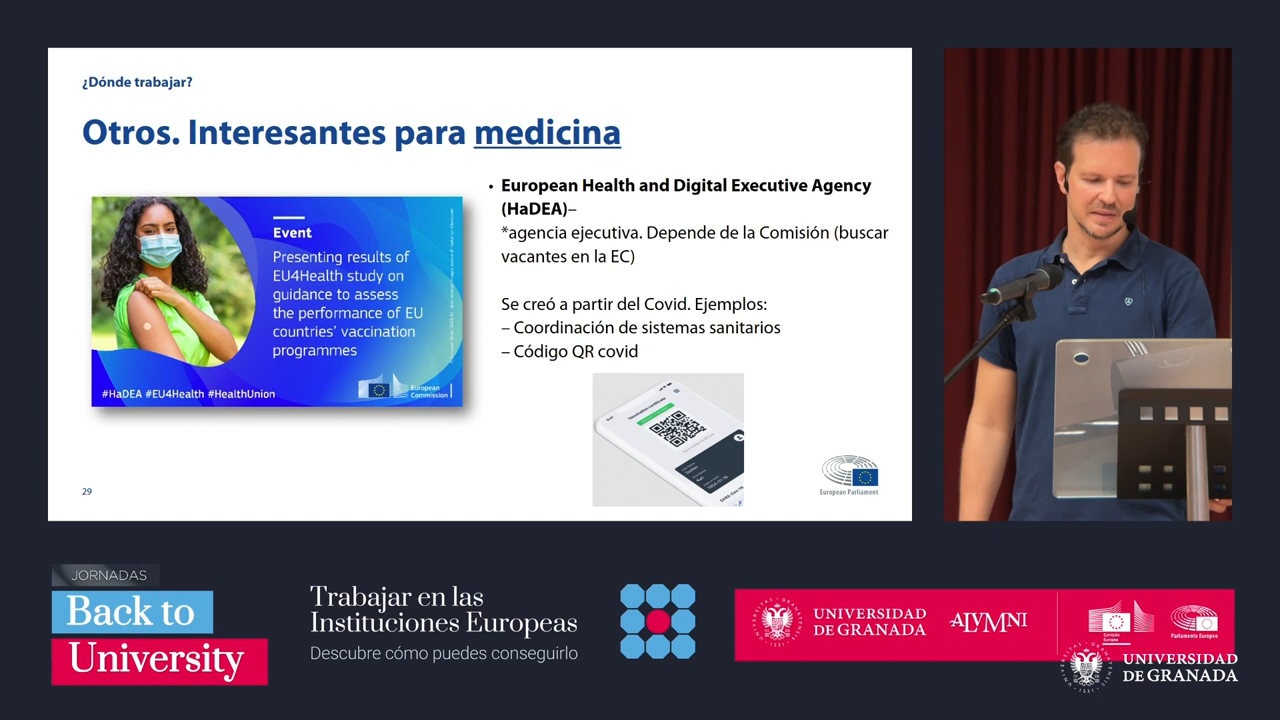 ¿Dónde trabajar?
Otros. Interesantes para medicina
Event
Presenting results of
EU4Health study on
guidance to assess
the performance of EU
countries' vaccination
programmes
#HaDEA #EU4Health #HealthUnion
European
Commission
• European Health and Digital Executive Agency
(HaDEA)–
*agencia ejecutiva. Depende de la Comisión (buscar
vacantes en la EC)
Se creó a partir del Covid. Ejemplos:
– Coordinación de sistemas sanitarios
– Código QR covid
29
European Parliament
JORNADAS
Back to
University
Trabajar en las
Instituciones Europeas
Descubre cómo puedes conseguirlo
UNIVERSIDAD
DE GRANADA
ALVMNI
Comisión
Europea
Parlamento Europeo
UNIVERSIDAD
DE GRANADA